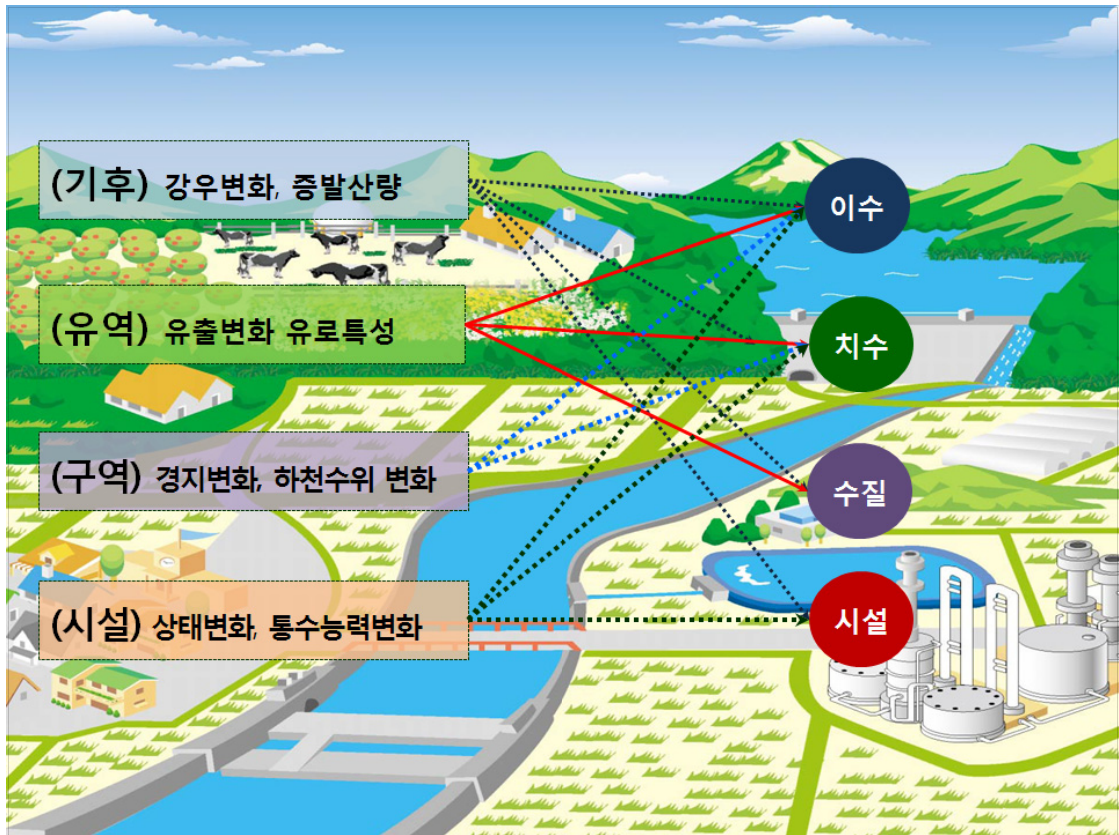 (기후) 강우변화, 증발산량
이수
(유역) 유출변화 유로특성
치수
(구역) 경지변화, 하천수위 변화
수질
(시설) 상태변화, 통수능력변화
시설